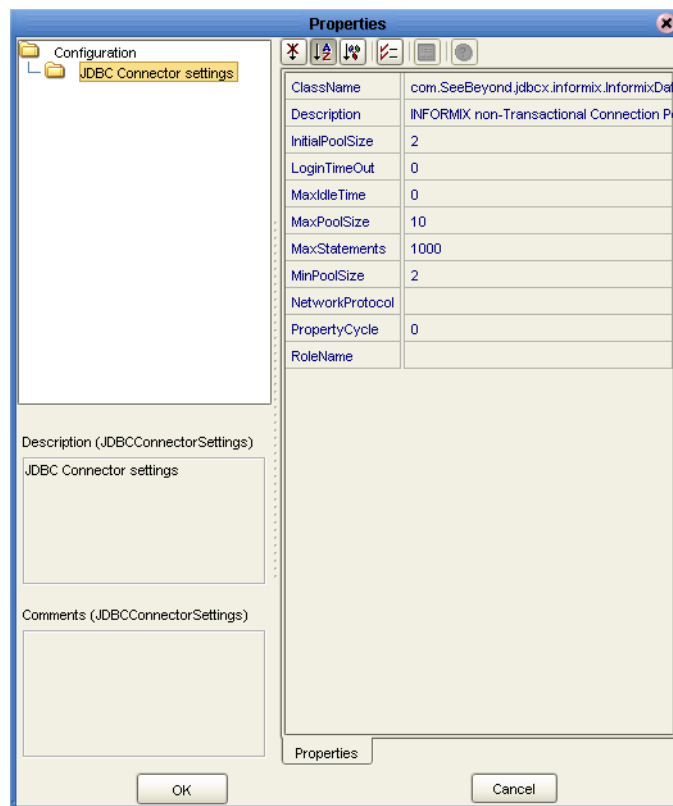 Properties
Configuration
JDBC Connector settings
ClassName com.SeeBeyond.jdbcx.informix.InformixDat
Description INFORMIX non-Transactional Connection Po
InitialPoolSize 2
LoginTimeOut 0
MaxIdleTime 0
MaxPoolSize 10
MaxStatements 1000
MinPoolSize 2
NetworkProtocol
PropertyCycle 0
RoleName
Description (JDBCConnectorSettings)
JDBC Connector settings
Comments (JDBCConnectorSettings)
Properties
OK Cancel